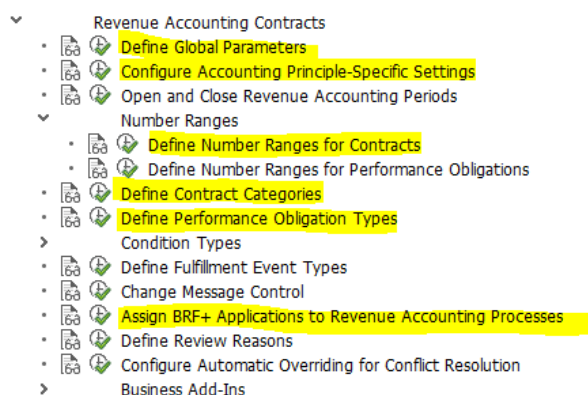 Revenue Accounting Contracts
Define Global Parameters
Configure Accounting Principle-Specific Settings
Open and Close Revenue Accounting Periods
Number Ranges
Define Number Ranges for Contracts
Define Number Ranges for Performance Obligations
Define Contract Categories
Define Performance Obligation Types
Condition Types
Define Fulfillment Event Types
Change Message Control
Assign BRF+ Applications to Revenue Accounting Processes
Define Review Reasons
Configure Automatic Overriding for Conflict Resolution
Business Add-Ins